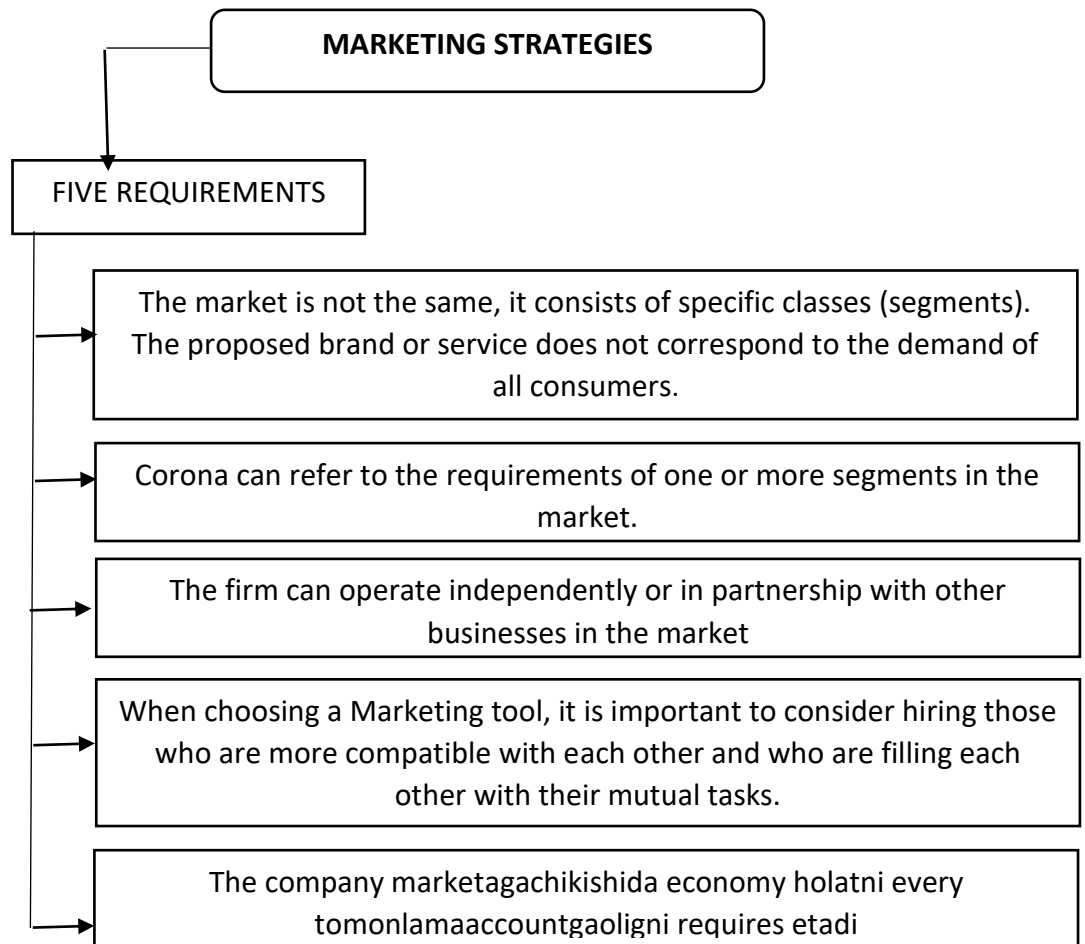 MARKETING STRATEGIES
FIVE REQUIREMENTS
The market is not the same, it consists of specific classes (segments).
The proposed brand or service does not correspond to the demand of
all consumers.
Corona can refer to the requirements of one or more segments in the
market.
The firm can operate independently or in partnership with other
businesses in the market
When choosing a Marketing tool, it is important to consider hiring those
who are more compatible with each other and who are filling each
other with their mutual tasks.
The company marketagachikishida economy holatni every
tomonlamaaccountgaoligni requires etadi